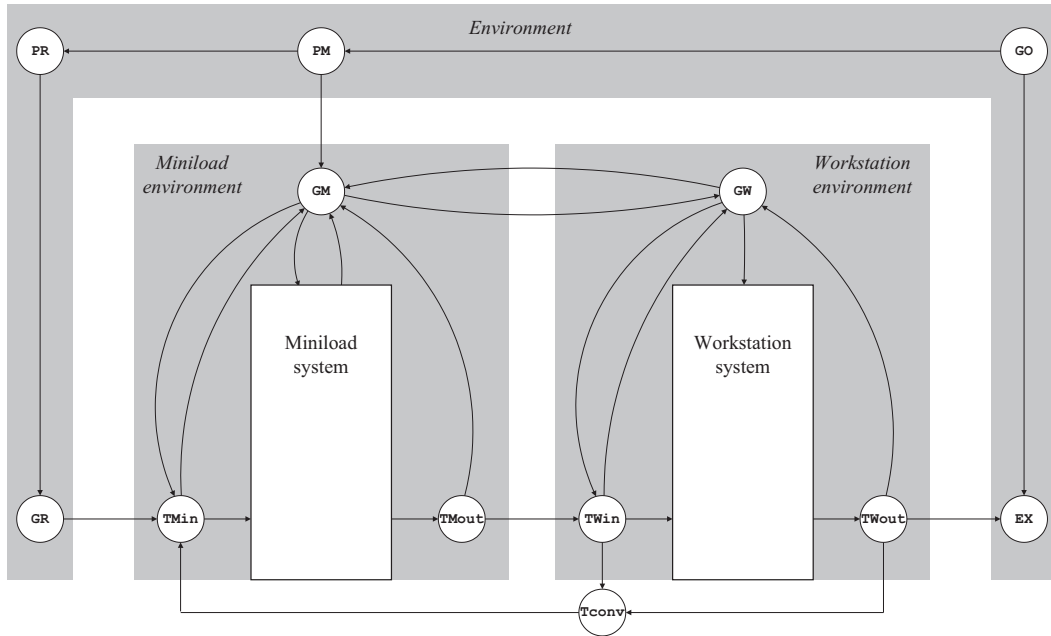 Environment
PR
PM
GO
Miniload
environment
Workstation
environment
GM
GW
Miniload
system
Workstation
system
GR
TMin
TMout
TWin
TWout
EX
Tconv